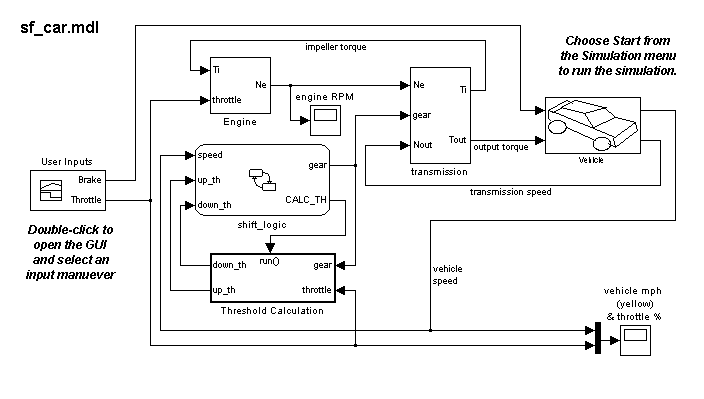 sf_car.mdl
impeller torque
Choose Start from
the Simulation menu
to run the simulation.
Ti
Ne
throttle
Engine
engine RPM
Ne
Ti
gear
Nout
Tout
transmission
output torque
Vehicle
transmission speed
User Inputs
Brake
Throttle
Double-click to
open the GUI
and select an
input manuever
speed
gear
up_th
CALC_TH
down_th
shift_logic
run()
down_th
gear
up_th
throttle
Threshold Calculation
vehicle
speed
vehicle mph
(yellow)
& throttle %